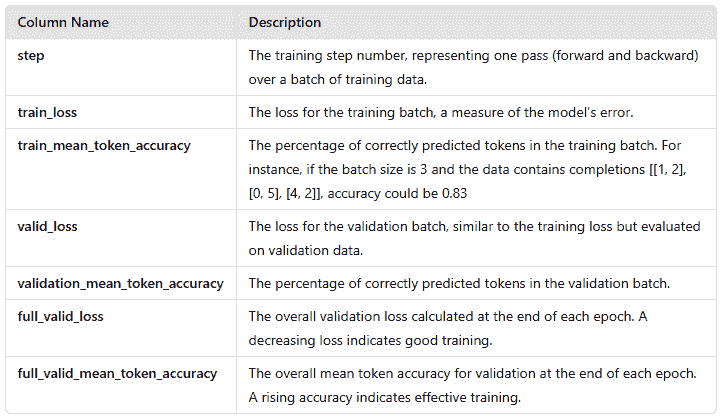 Column Name Description
step The training step number, representing one pass (forward and backward)
over a batch of training data.
train_loss The loss for the training batch, a measure of the model's error.
train_mean_token_accuracy The percentage of correctly predicted tokens in the training batch. For
instance, if the batch size is 3 and the data contains completions [[1, 2],
[0, 5], [4, 2]], accuracy could be 0.83
valid_loss The loss for the validation batch, similar to the training loss but evaluated
on validation data.
validation_mean_token_accuracy The percentage of correctly predicted tokens in the validation batch.
full_valid_loss The overall validation loss calculated at the end of each epoch. A
decreasing loss indicates good training.
full_valid_mean_token_accuracy The overall mean token accuracy for validation at the end of each epoch.
A rising accuracy indicates effective training.